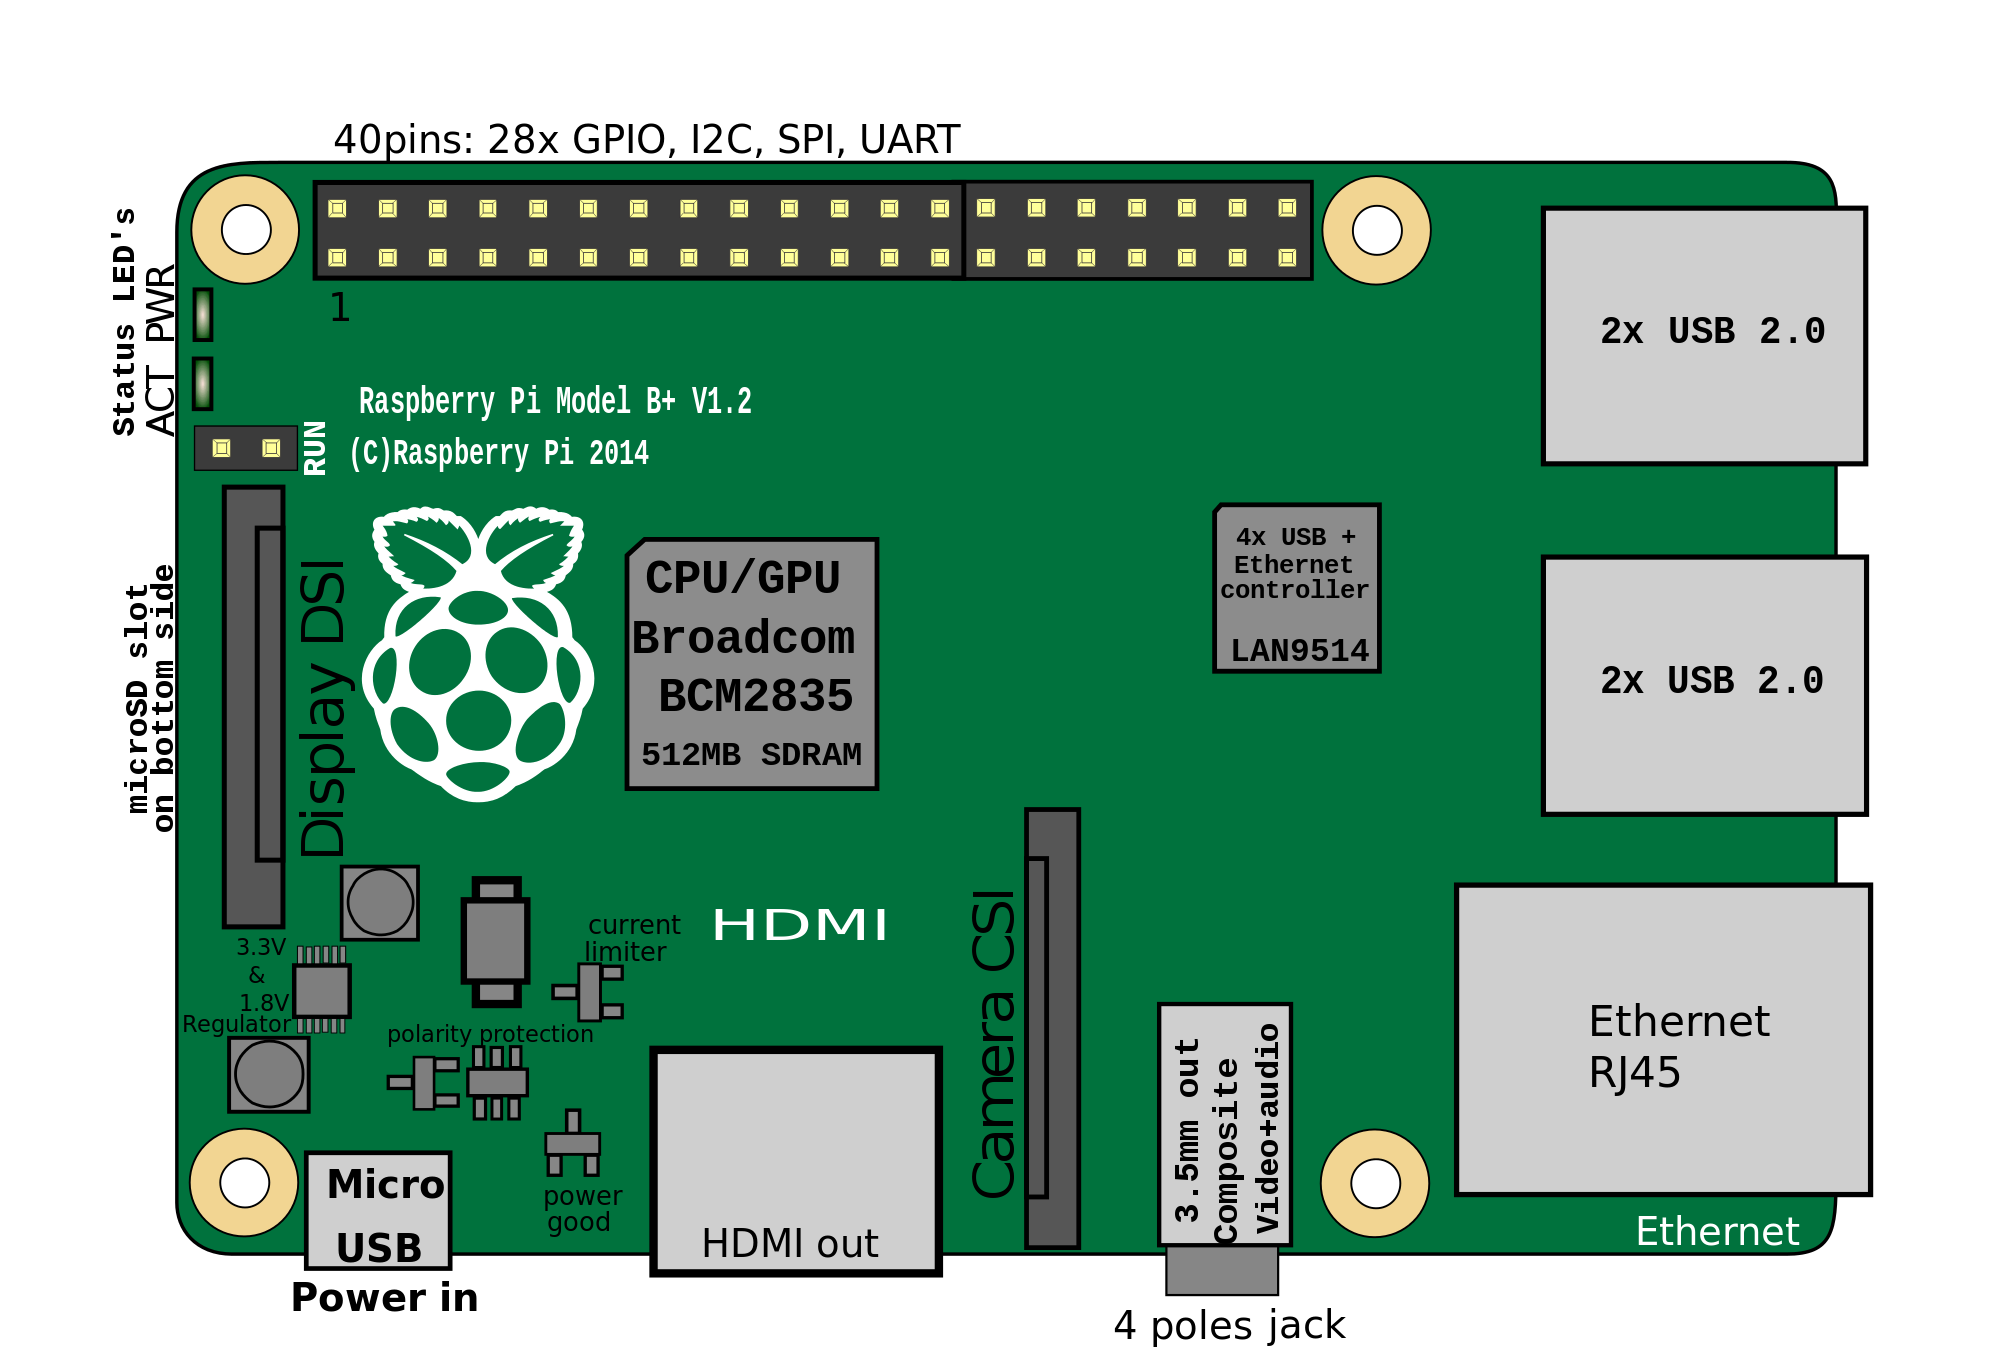 40pins: 28x GPIO, I2C, SPI, UART
Status LED's
ACT PWR
1
2x USB 2.0
Raspberry Pi Model B+ V1.2
(C)Raspberry Pi 2014
RUN
microSD slot
on bottom side
Display DSI
CPU/GPU
Broadcom
BCM2835
512MB SDRAM
4x USB +
Ethernet
controller
LAN9514
2x USB 2.0
3.3V
&
1.8V
Regulator
current
limiter
HDMI
polarity protection
power
good
Camera CSI
3.5mm out
Composite
Video+audio
Ethernet
RJ45
Micro
USB
Power in
HDMI out
Ethernet
4 poles jack